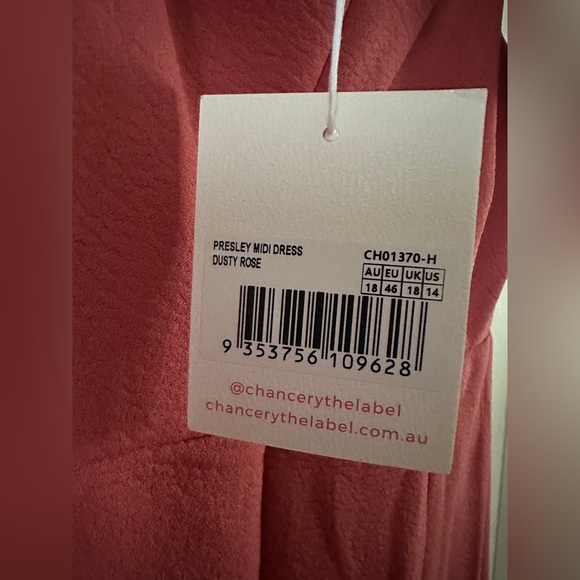 PRESLEY MIDI DRESS
DUSTY ROSE
CH01370-H
AU EU UK US
18 46 18 14
9 353756 109628
@chancerythelabel
chancerythelabel.com.au